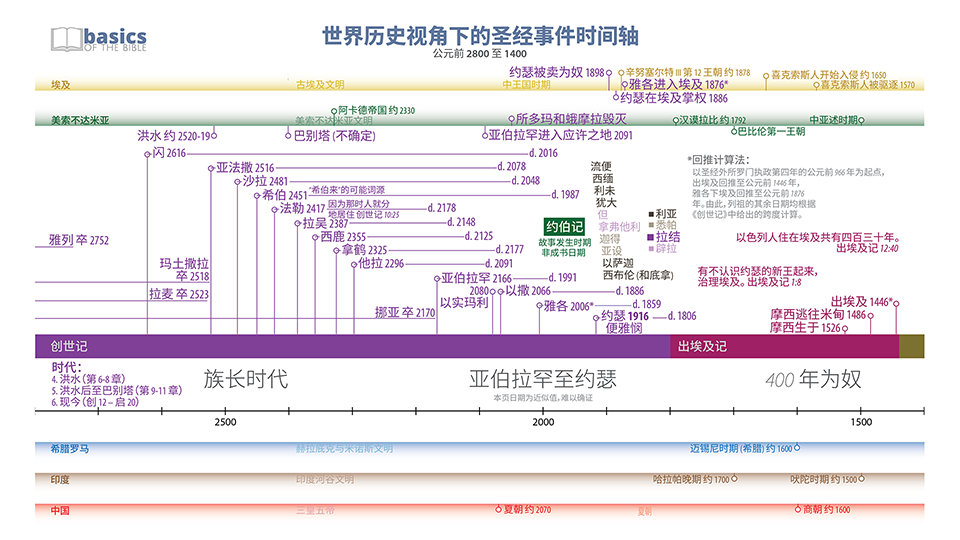 basics
OF THE BIBLE
世界历史视角下的圣经事件时间轴
公元前 2800 至 1400
约瑟被卖为奴 1898
辛努塞尔特 III 第 12 王朝 约 1878
喜克索斯人开始入侵 约 1650
埃及
古埃及文明
中王国时期
雅各进入埃及 1876*
喜克索斯人被驱逐 1570
约瑟在埃及掌权 1886
阿卡德帝国 约 2330
美索不达米亚
美索不达米亚文明
所多玛和蛾摩拉毁灭
汉谟拉比 约 1792
中亚述时期
洪水 约 2520-19
巴别塔 (不确定)
亚伯拉罕进入应许之地 2091
巴比伦第一王朝
闪 2616
d. 2016
亚法撒 2516
d. 2078
沙拉 2481
d. 2048
希伯 2451
“希伯来”的可能词源
d. 1987
法勒 2417
因为那时人就分
地居住 创世记 10:25
d. 2178
拉吴 2387
d. 2148
西鹿 2355
d. 2125
拿鹤 2325
d. 2177
他拉 2296
d. 2091
亚伯拉罕 2166
d. 1991
2080
以实玛利
以撒 2066
d. 1886
雅各 2006*
d. 1859
约瑟 1916
d. 1806
便雅悯
雅列 卒 2752
玛土撒拉
卒 2518
拉麦 卒 2523
挪亚 卒 2170
约伯记
故事发生时期
非成书日期
流便
西缅
利未
犹大
但
拿弗他利
迦得
亚设
以萨迦
西布伦 (和底拿)
利亚
悉帕
拉结
辟拉
*回推计算法：
以圣经外所罗门执政第四年的公元前 966 年为起点，
出埃及回推至公元前 1446 年，
雅各下埃及回推至公元前 1876
年。由此，列祖的其余日期均根据
《创世记》中给出的跨度计算。
以色列人住在埃及共有四百三十年。
出埃及记 12:40
有不认识约瑟的新王起来，
治理埃及。出埃及记 1:8
出埃及 1446*
摩西逃往米甸 1486
摩西生于 1526
创世记
出埃及记
时代：
4. 洪水 (第 6-8 章)
5. 洪水后至巴别塔 (第 9-11 章)
6. 现今 (创 12 – 启 20)
族长时代
亚伯拉罕至约瑟
本页日期为近似值，难以确证
400 年为奴
2500
2000
1500
希腊罗马
赫拉底克与米诺斯文明
迈锡尼时期 (希腊) 约 1600
印度
印度河谷文明
哈拉帕晚期 约 1700
吠陀时期 约 1500
中国
三皇五帝
夏朝 约 2070
夏朝
商朝 约 1600